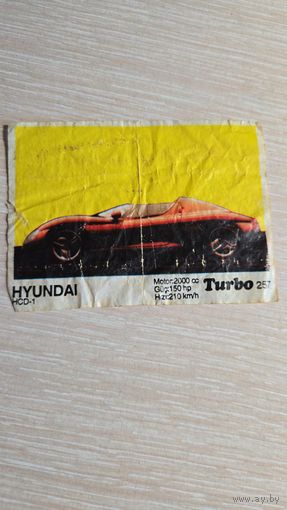 HYUNDAI
HCD-1
Motor:2000 cc
Güç:150 hp
Hız:210 km/h
Turbo 257
www.ay.by